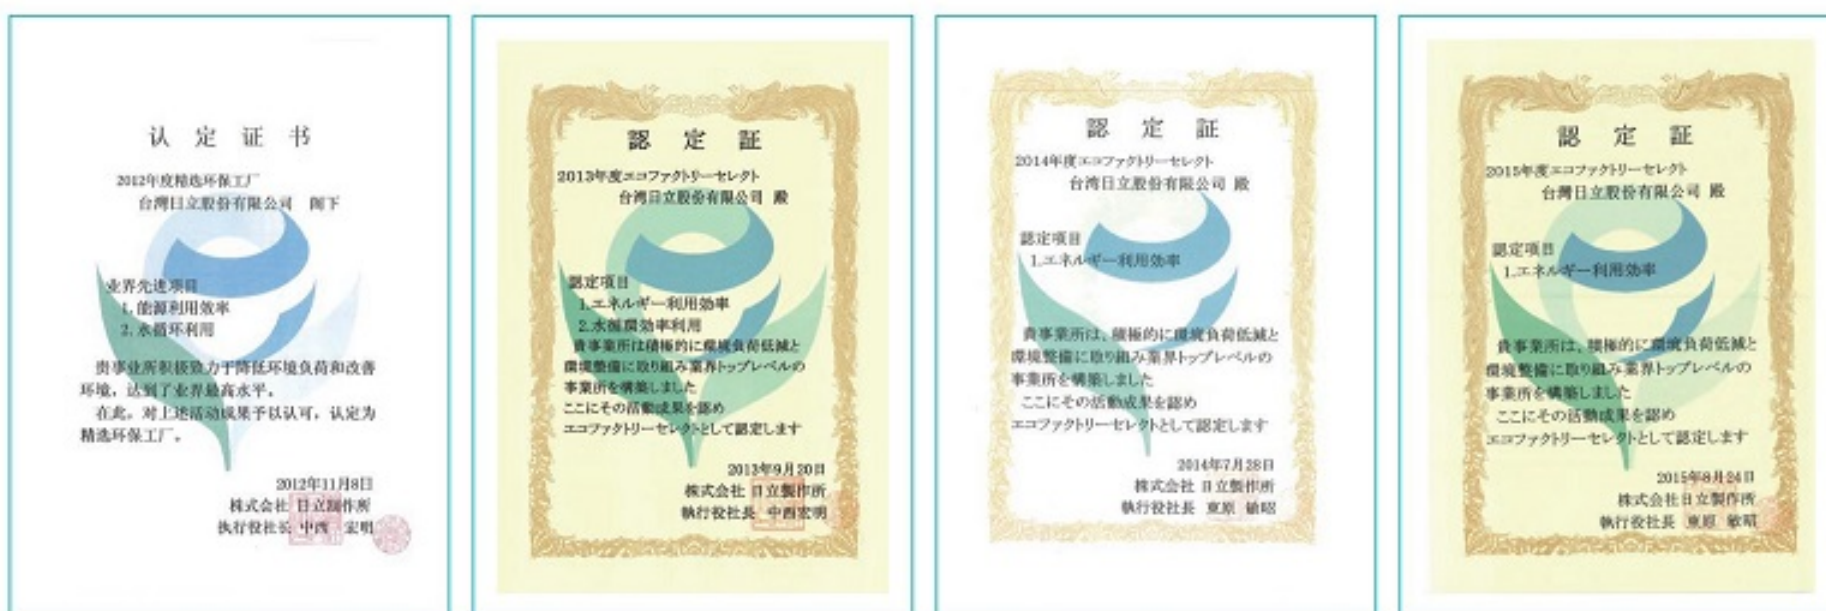 认定证书
2012年度精选环保工厂
台湾日立股份有限公司 阁下
业界先进项目
1.能源利用效率
2.水循环利用
贵事业所积极致力于降低环境负荷和改善
环境，达到了业界最高水平。
在此，对上述活动成果予以认可，认定为
精选环保工厂。
2012年11月8日
株式会社 日立制作所
执行役社长 中西 宏明
認定証
2013年度エコファクトリーセレクト
台湾日立股份有限公司 殿
認定項目
1.エネルギー利用効率
2.水循環効率利用
貴事業所は積極的に環境負荷低減と
環境整備に取り組み業界トップレベルの
事業所を構築しました
ここにその活動成果を認め
エコファクトリーセレクトとして認定します
2013年9月20日
株式会社 日立製作所
執行役社長 中西宏明
認定証
2014年度エコファクトリーセレクト
台湾日立股份有限公司 殿
認定項目
1.エネルギー利用効率
貴事業所は、積極的に環境負荷低減と
環境整備に取り組み業界トップレベルの
事業所を構築しました
ここにその活動成果を認め
エコファクトリーセレクトとして認定します
2014年7月28日
株式会社 日立製作所
執行役社長 東原 敏昭
認定証
2015年度エコファクトリーセレクト
台湾日立股份有限公司 殿
認定項目
1.エネルギー利用効率
貴事業所は、積極的に環境負荷低減と
環境整備に取り組み業界トップレベルの
事業所を構築しました
ここにその活動成果を認め
エコファクトリーセレクトとして認定します
2015年8月24日
株式会社日立製作所
執行役社長 東原 敏昭